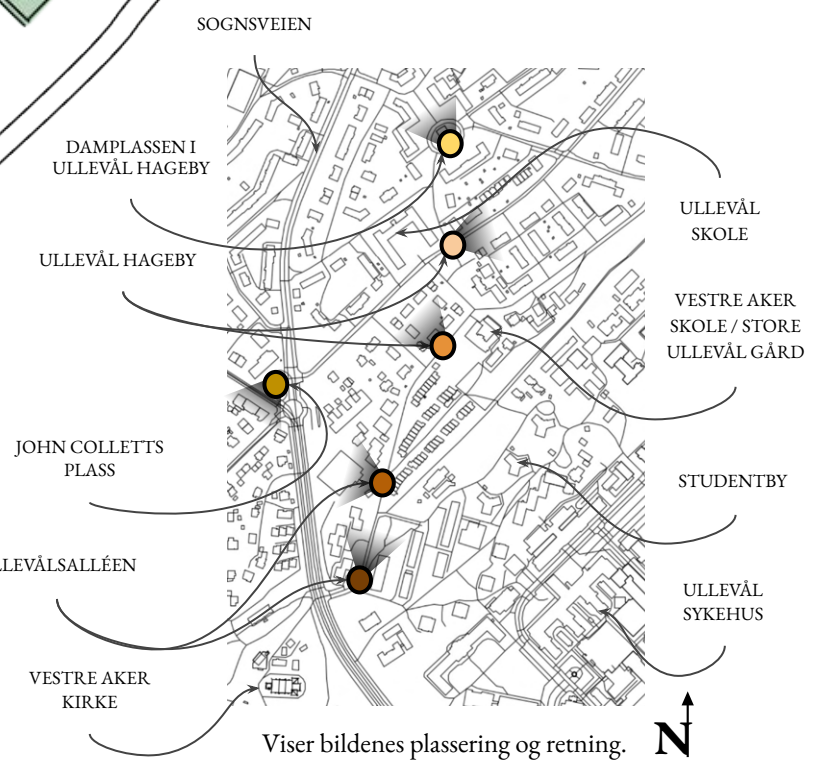 SOGNSVEIEN
DAMPLASSEN I
ULLEVÅL HAGEBY
ULLEVÅL HAGEBY
JOHN COLLETTS
PLASS
LLEVÅLSALLÉEN
VESTRE AKER
KIRKE
ULLEVÅL
SKOLE
VESTRE AKER
SKOLE / STORE
ULLEVÅL GÅRD
STUDENTBY
ULLEVÅL
SYKEHUS
Viser bildenes plassering og retning.
N